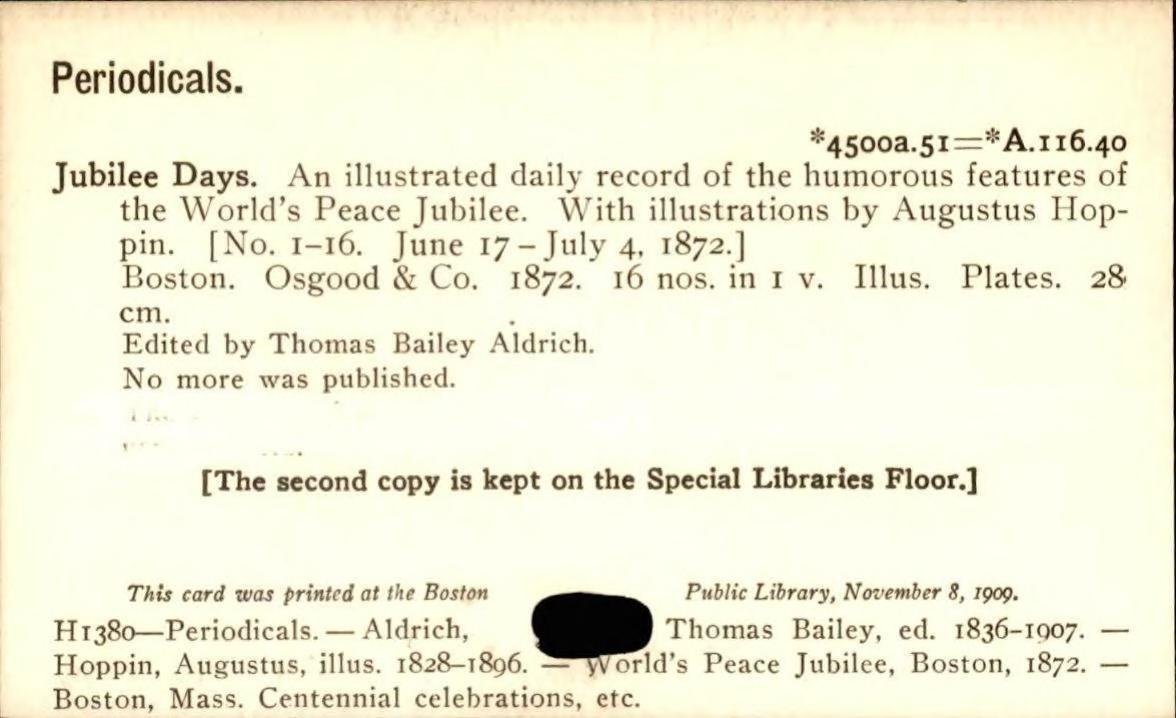 Periodicals.
*4500a.51=*A.116.40
Jubilee Days. An illustrated daily record of the humorous features of
the World's Peace Jubilee. With illustrations by Augustus Hop-
pin. [No. 1-16. June 17 – July 4, 1872.]
Boston. Osgood & Co. 1872. 16 nos. in 1 v. Illus. Plates. 28
cm.
Edited by Thomas Bailey Aldrich.
No more was published.
[The second copy is kept on the Special Libraries Floor.]
This card was printed at the Boston Public Library, November 8, 1909.
H1380—Periodicals. — Aldrich, Thomas Bailey, ed. 1836-1907. —
Hoppin, Augustus, illus. 1828-1896. — World's Peace Jubilee, Boston, 1872. —
Boston, Mass. Centennial celebrations, etc.